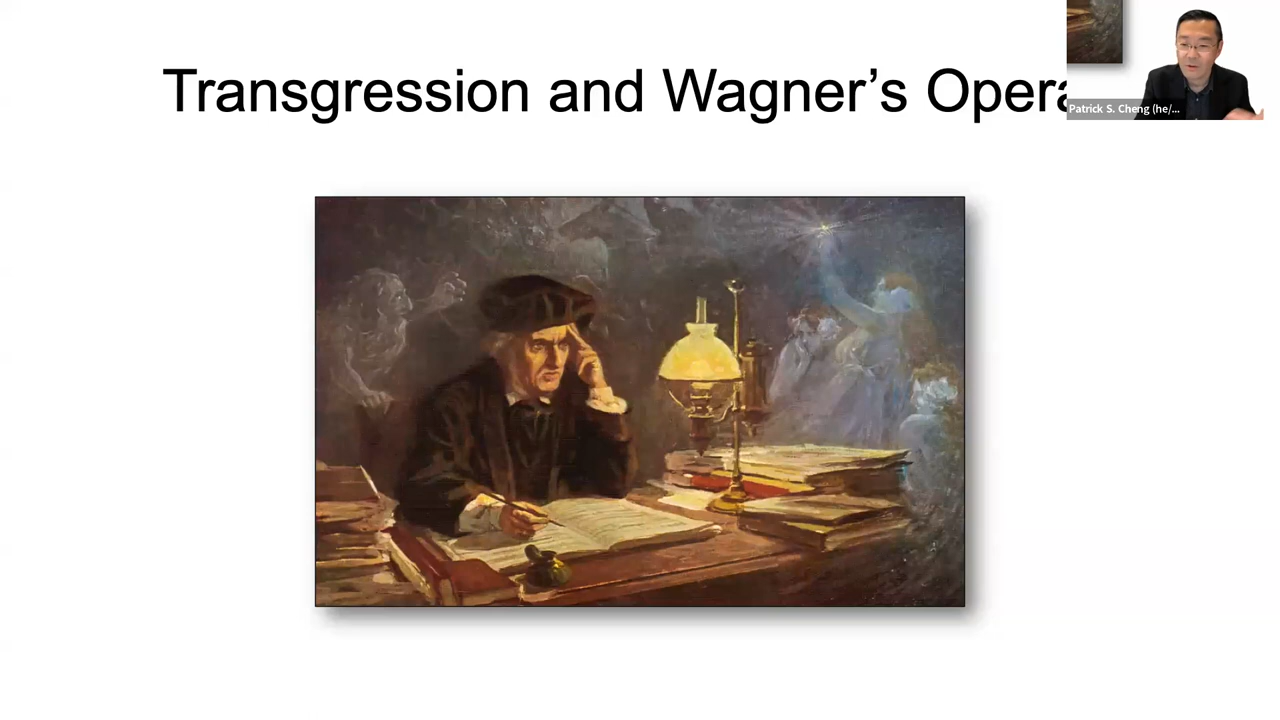 Transgression and Wagner's Opera
Patrick S. Cheng (he/...